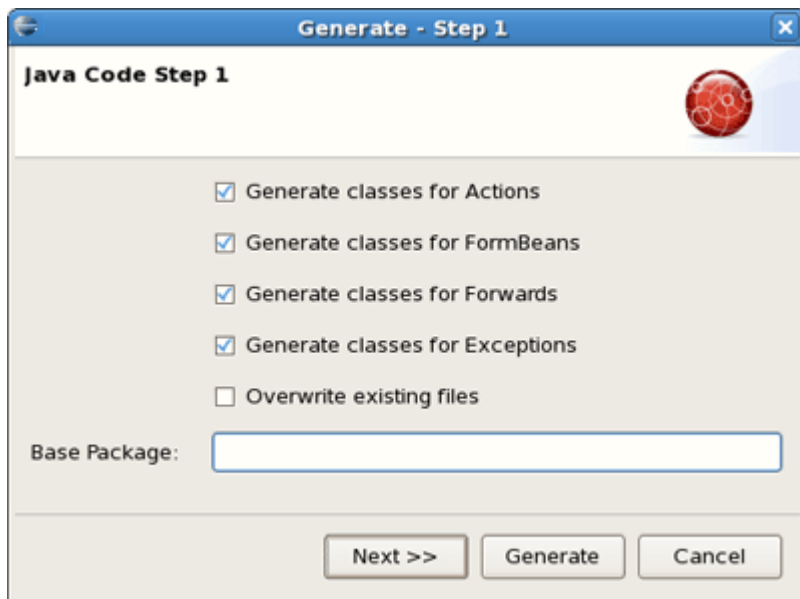 Generate - Step 1
Java Code Step 1
Generate classes for Actions
Generate classes for FormBeans
Generate classes for Forwards
Generate classes for Exceptions
Overwrite existing files
Base Package:
Next >> Generate Cancel